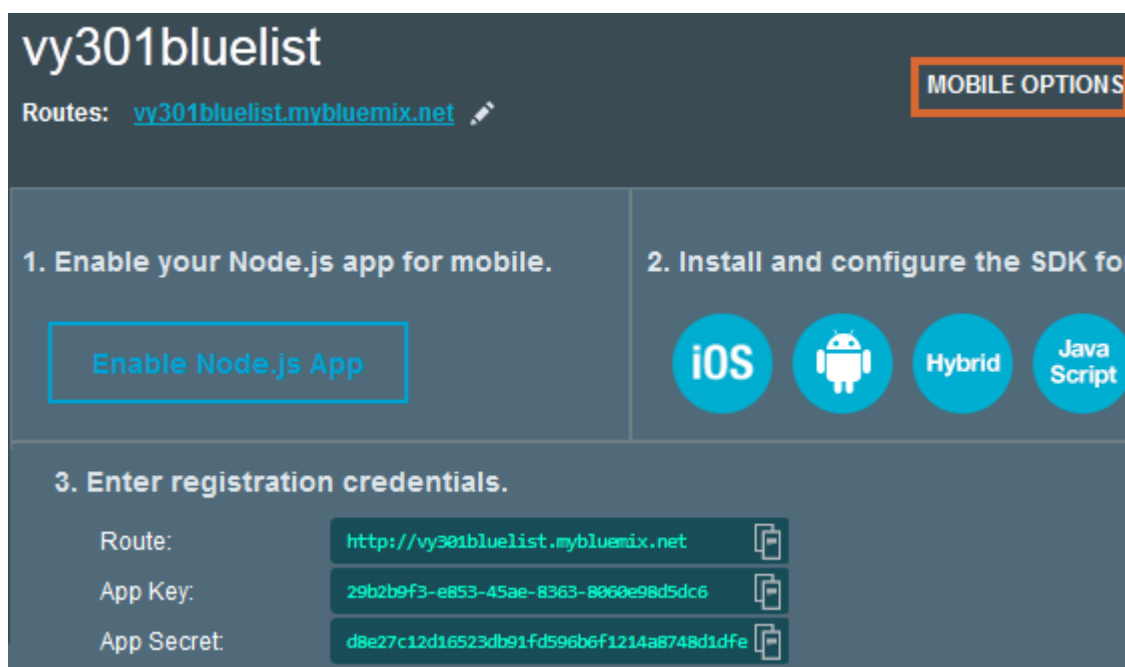 vy301bluelist
MOBILE OPTIONS
Routes: vy301bluelist.mybluemix.net
1. Enable your Node.js app for mobile.
Enable Node.js App
2. Install and configure the SDK fo
iOS
Hybrid
Java
Script
3. Enter registration credentials.
Route: http://vy301bluelist.mybluemix.net
App Key: 29b2b9f3-e853-45ae-8363-8060e98d5dc6
App Secret: d8e27c12d16523db91fd596b6f1214a8748d1dfe